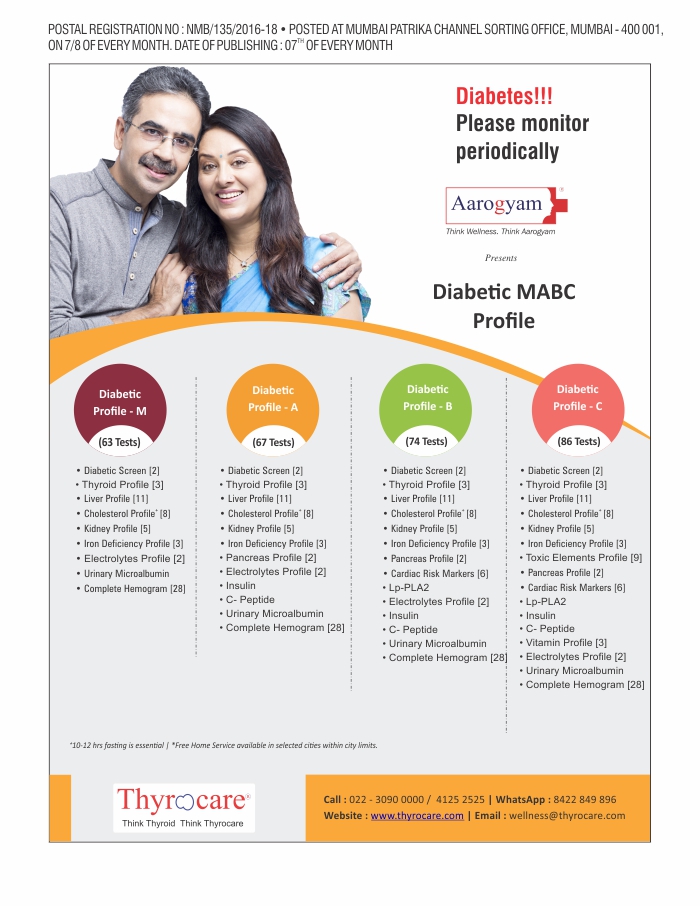 POSTAL REGISTRATION NO : NMB/135/2016-18 • POSTED AT MUMBAI PATRIKA CHANNEL SORTING OFFICE, MUMBAI - 400 001,
ON 7/8 OF EVERY MONTH. DATE OF PUBLISHING : 07TH OF EVERY MONTH
Diabetes!!!
Please monitor
periodically
Aarogyam®
Think Wellness. Think Aarogyam
Presents
Diabetic MABC
Profile
Diabetic
Profile - M
(63 Tests)
• Diabetic Screen [2]
• Thyroid Profile [3]
• Liver Profile [11]
• Cholesterol Profile* [8]
• Kidney Profile [5]
• Iron Deficiency Profile [3]
• Electrolytes Profile [2]
• Urinary Microalbumin
• Complete Hemogram [28]
Diabetic
Profile - A
(67 Tests)
• Diabetic Screen [2]
• Thyroid Profile [3]
• Liver Profile [11]
• Cholesterol Profile* [8]
• Kidney Profile [5]
• Iron Deficiency Profile [3]
• Pancreas Profile [2]
• Electrolytes Profile [2]
• Insulin
• C- Peptide
• Urinary Microalbumin
• Complete Hemogram [28]
Diabetic
Profile - B
(74 Tests)
• Diabetic Screen [2]
• Thyroid Profile [3]
• Liver Profile [11]
• Cholesterol Profile* [8]
• Kidney Profile [5]
• Iron Deficiency Profile [3]
• Pancreas Profile [2]
• Cardiac Risk Markers [6]
• Lp-PLA2
• Electrolytes Profile [2]
• Insulin
• C- Peptide
• Urinary Microalbumin
• Complete Hemogram [28]
Diabetic
Profile - C
(86 Tests)
• Diabetic Screen [2]
• Thyroid Profile [3]
• Liver Profile [11]
• Cholesterol Profile* [8]
• Kidney Profile [5]
• Iron Deficiency Profile [3]
• Toxic Elements Profile [9]
• Pancreas Profile [2]
• Cardiac Risk Markers [6]
• Lp-PLA2
• Insulin
• C- Peptide
• Vitamin Profile [3]
• Electrolytes Profile [2]
• Urinary Microalbumin
• Complete Hemogram [28]
*10-12 hrs fasting is essential | *Free Home Service available in selected cities within city limits.
Thyrocare®
Think Thyroid Think Thyrocare
Call : 022 - 3090 0000 / 4125 2525 | WhatsApp : 8422 849 896
Website : www.thyrocare.com | Email : wellness@thyrocare.com